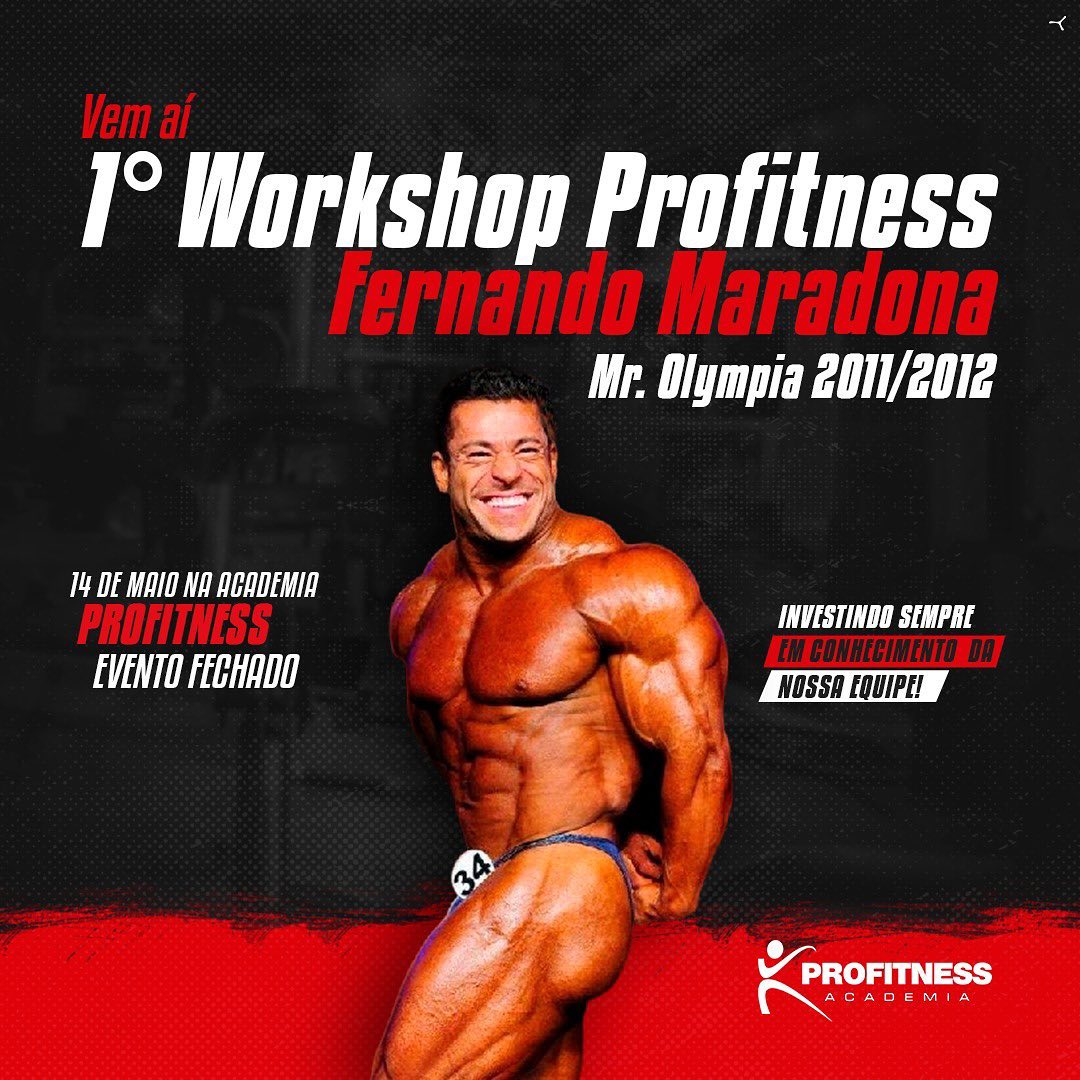 Vem aí
1° Workshop Profitness
Fernando Maradona
Mr. Olympia 2011/2012
14 DE MAIO NA ACADEMIA
PROFITNESS
EVENTO FECHADO
INVESTINDO SEMPRE
EM CONHECIMENTO DA
NOSSA EQUIPE!
34
PROFITNESS
ACADEMIA